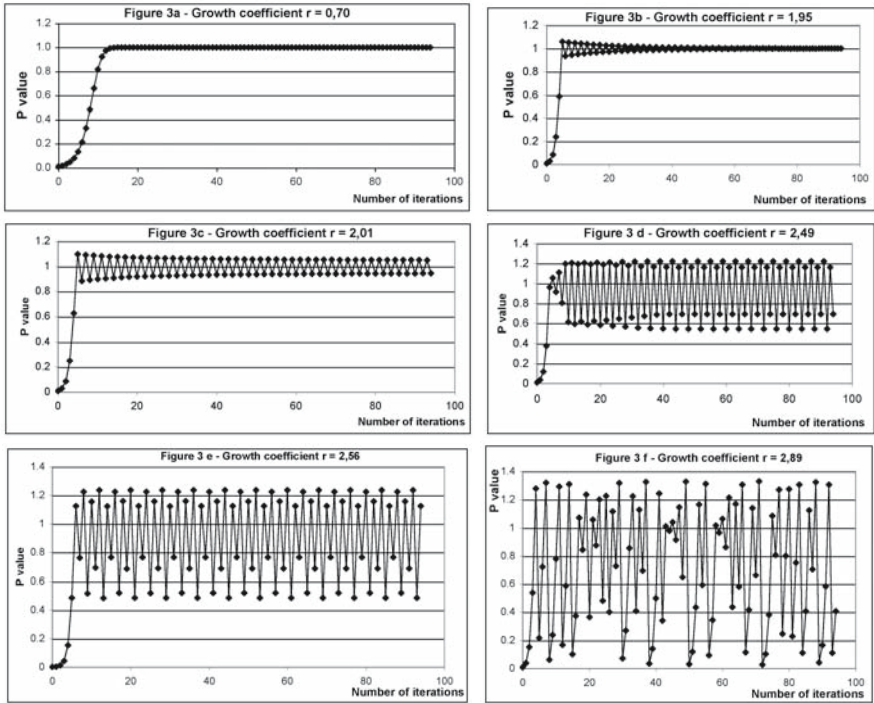 Figure 3a - Growth coefficient r = 0,70
P value
1.2
1.0
0.8
0.6
0.4
0.2
0.0
0 20 40 60 80 100
Number of iterations
Figure 3b - Growth coefficient r = 1,95
P value
1.2
1
0.8
0.6
0.4
0.2
0
0 20 40 60 80 100
Number of iterations
Figure 3c - Growth coefficient r = 2,01
P value
1.2
1
0.8
0.6
0.4
0.2
0
0 20 40 60 80 100
Number of iterations
Figure 3 d - Growth coefficient r = 2,49
P value
1.4
1.2
1
0.8
0.6
0.4
0.2
0
0 20 40 60 80 100
Number of iterations
Figure 3 e - Growth coefficient r = 2,56
P value
1.4
1.2
1
0.8
0.6
0.4
0.2
0
0 20 40 60 80 100
Number of iterations
Figure 3 f - Growth coefficient r = 2,89
P value
1.4
1.2
1
0.8
0.6
0.4
0.2
0
0 20 40 60 80 100
Number of iterations